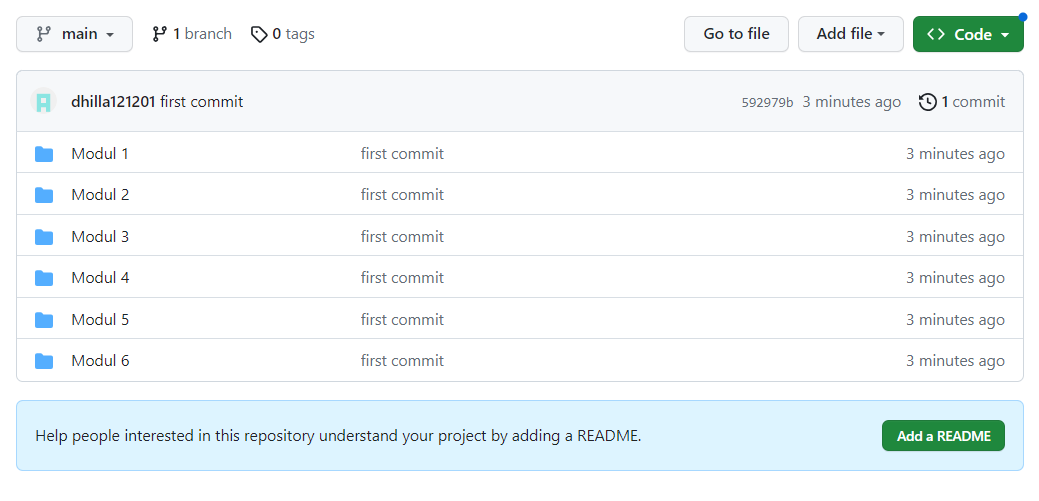 main 1 branch 0 tags Go to file Add file Code
dhilla121201 first commit 592979b 3 minutes ago 1 commit
Modul 1 first commit 3 minutes ago
Modul 2 first commit 3 minutes ago
Modul 3 first commit 3 minutes ago
Modul 4 first commit 3 minutes ago
Modul 5 first commit 3 minutes ago
Modul 6 first commit 3 minutes ago
Help people interested in this repository understand your project by adding a README. Add a README